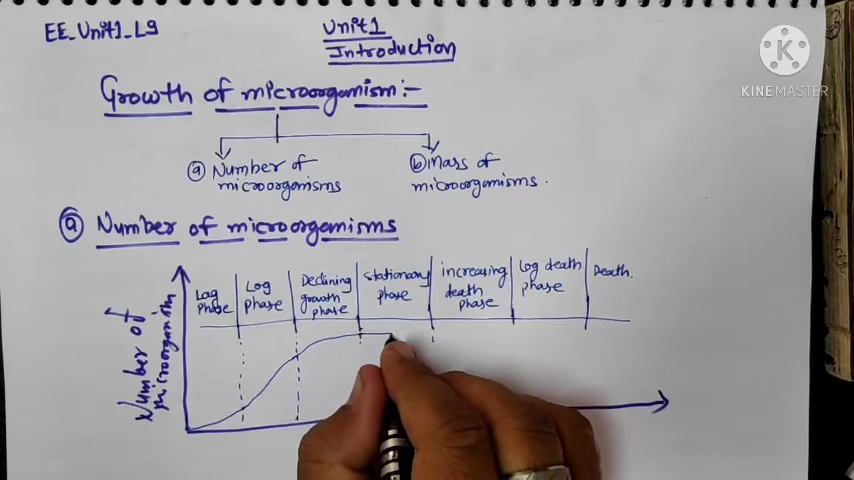 EE_Unit1_L9
Unit1
Introduction
KINEMASTER
Growth of microorganism:-
(a) Number of
microorganisms
(b) Mass of
microorganisms.
(a) Number of microorganisms
Lag
phase
Log
phase
Declining
growth
phase
stationary
phase
increasing
death
phase
Log death
phase
Death.
Number of
microorganism